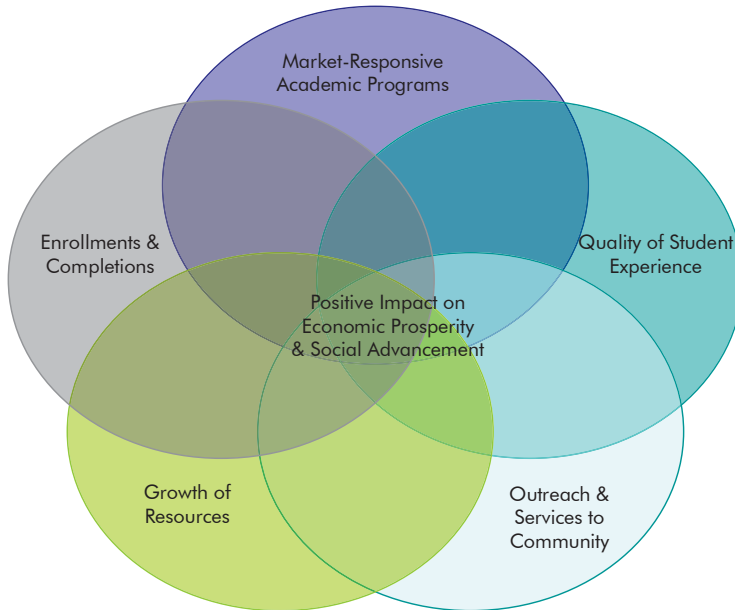 Market-Responsive
Academic Programs
Enrollments &
Completions
Quality of Student
Experience
Positive Impact on
Economic Prosperity
& Social Advancement
Growth of
Resources
Outreach &
Services to
Community